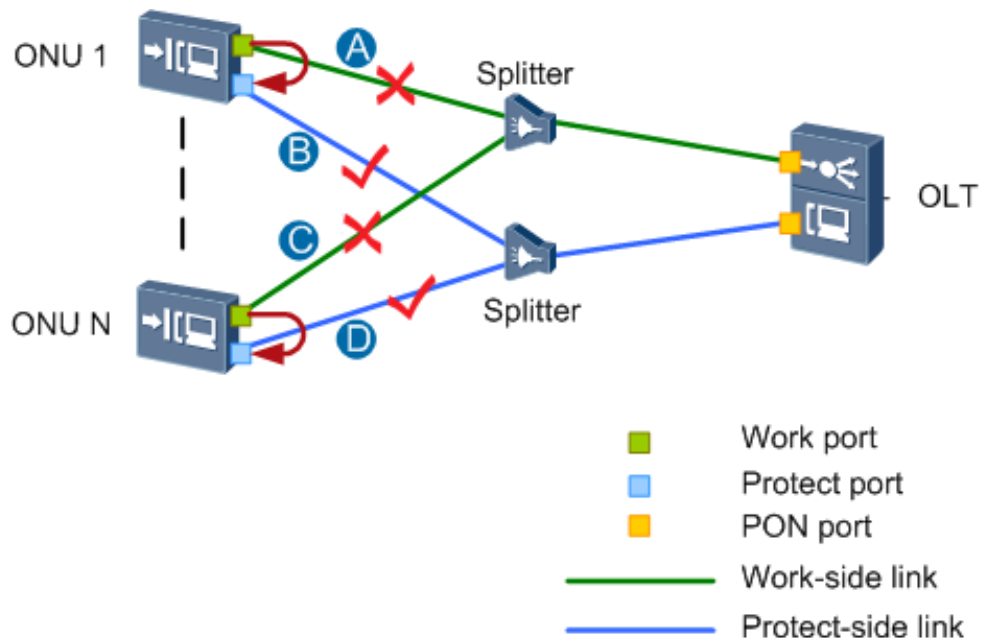 ONU 1
A
Splitter
B
OLT
C
ONU N
Splitter
D
Work port
Protect port
PON port
Work-side link
Protect-side link